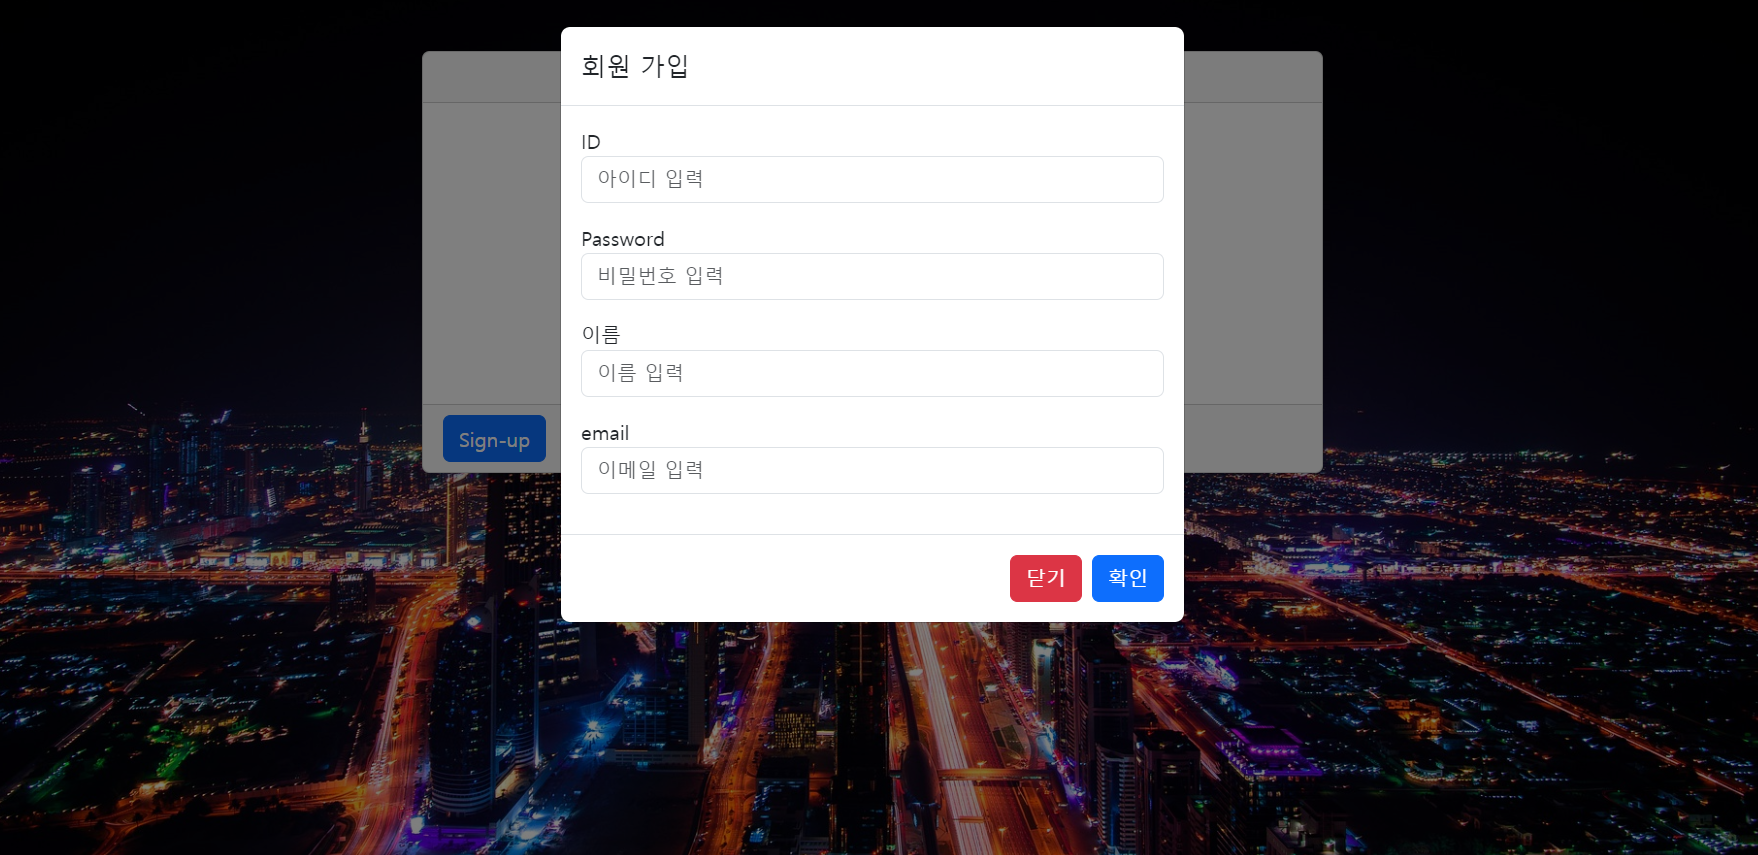 회원 가입
ID
아이디 입력
Password
비밀번호 입력
이름
이름 입력
email
이메일 입력
Sign-up
닫기 확인